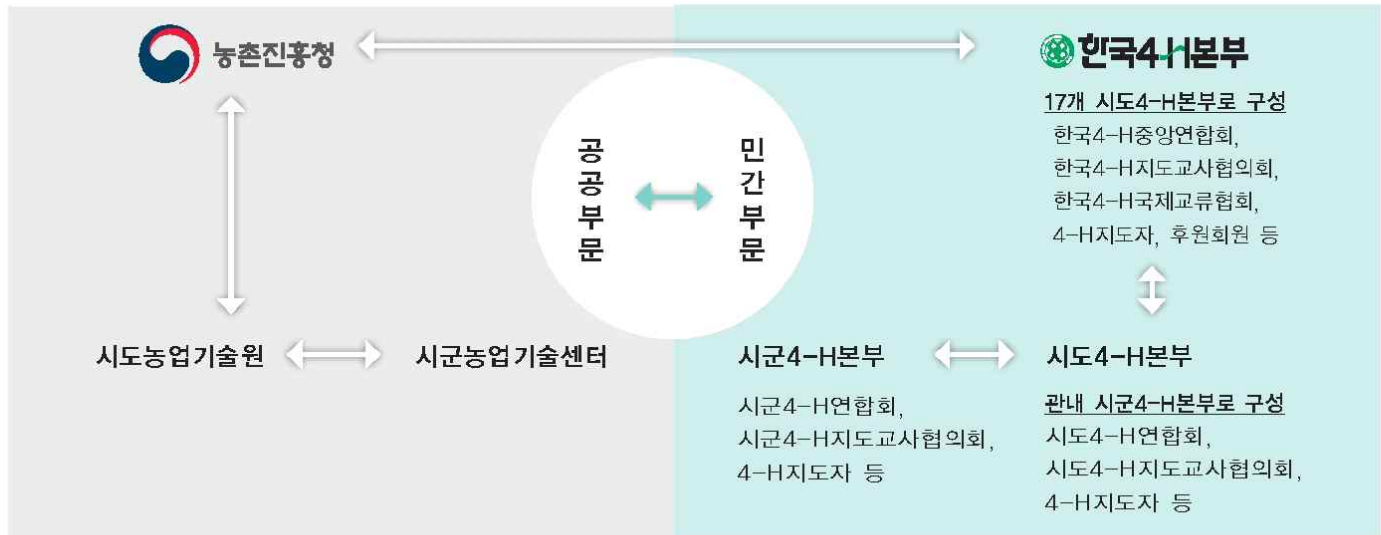 농촌진흥청
한국4-H본부
17개 시도4-H본부로 구성
한국4-H중앙연합회,
한국4-H지도교사협의회,
한국4-H국제교류협회,
4-H지도자, 후원회원 등
공공부문
민간부문
시도농업기술원
시군농업기술센터
시군4-H본부
시군4-H연합회,
시군4-H지도교사협의회,
4-H지도자 등
시도4-H본부
관내 시군4-H본부로 구성
시도4-H연합회,
시도4-H지도교사협의회,
4-H지도자 등